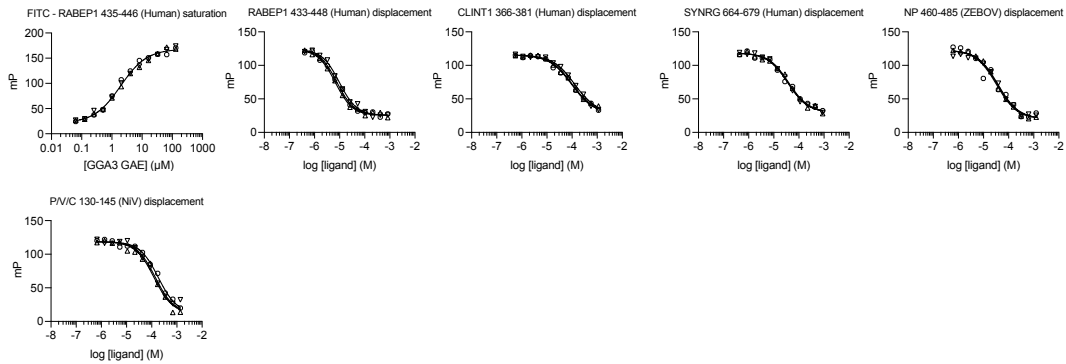 FITC - RABEP1 435-446 (Human) saturation
200
150
100
50
0
mP
0.01 0.1 1 10 100 1000
[GGA3 GAE] (µM)
RABEP1 433-448 (Human) displacement
150
100
50
0
mP
-8 -7 -6 -5 -4 -3 -2
log [ligand] (M)
CLINT1 366-381 (Human) displacement
150
100
50
0
mP
-8 -7 -6 -5 -4 -3 -2
log [ligand] (M)
SYNRG 664-679 (Human) displacement
150
100
50
0
mP
-8 -7 -6 -5 -4 -3 -2
log [ligand] (M)
NP 460-485 (ZEBOV) displacement
150
100
50
0
mP
-8 -7 -6 -5 -4 -3 -2
log [ligand] (M)
P/V/C 130-145 (NiV) displacement
150
100
50
0
mP
-8 -7 -6 -5 -4 -3 -2
log [ligand] (M)